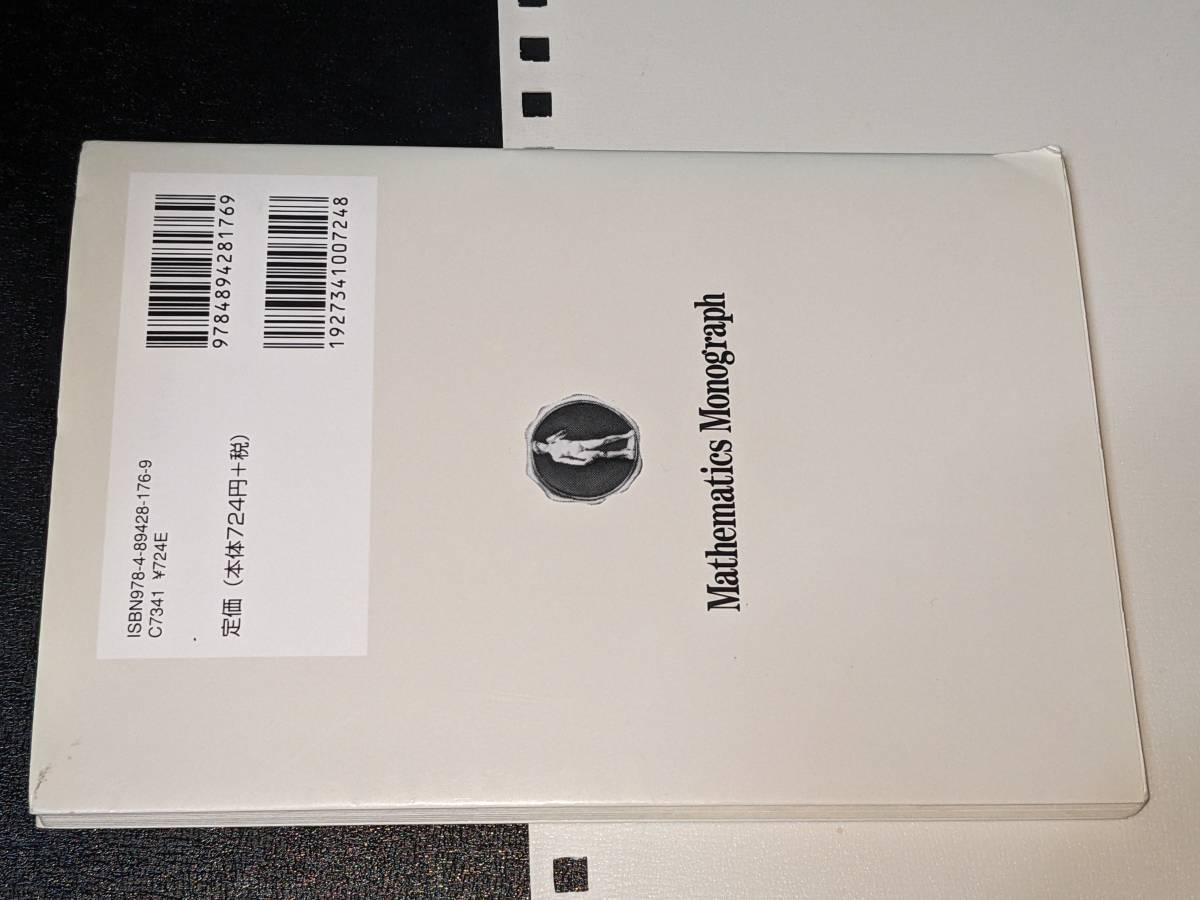 9784894281769
1927341007248
ISBN978-4-89428-176-9
C7341 ¥724E
定価（本体724円＋税）
Mathematics Monograph